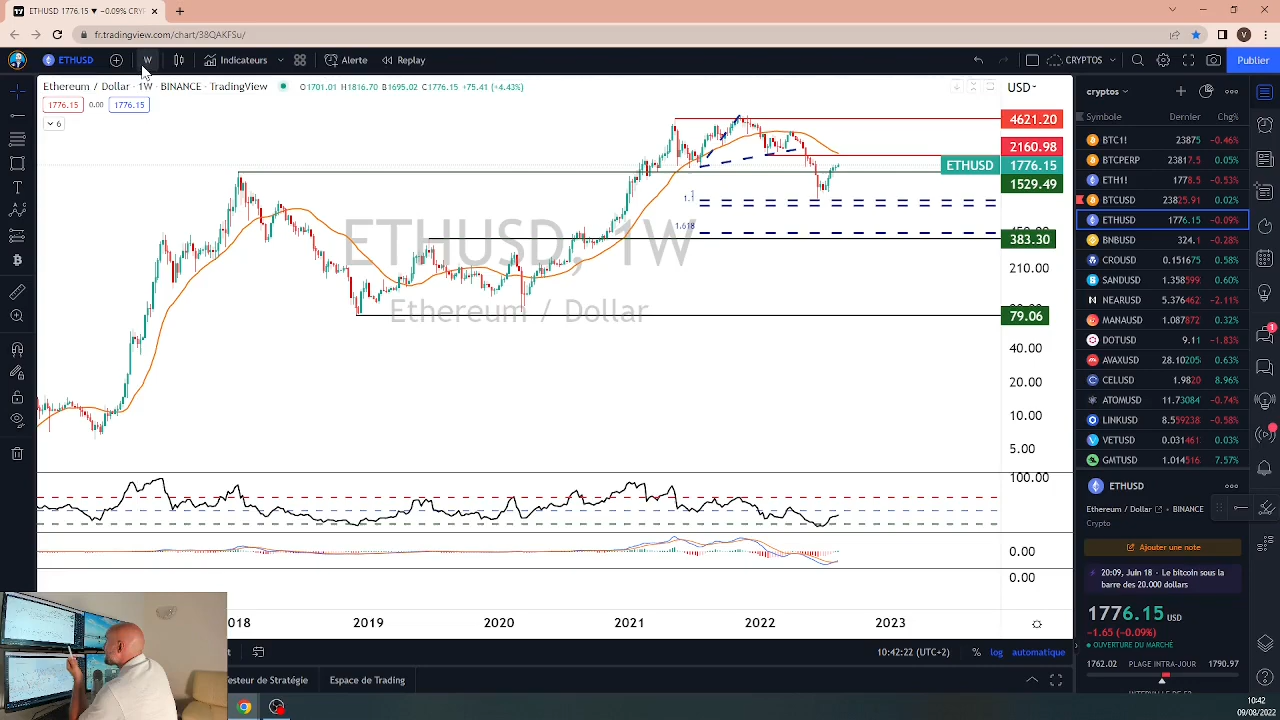 ETHUSD 1776.15 ▼ −0.09% CRYP
fr.tradingview.com/chart/38QAKFSu/
ETHUSD
W
Indicateurs
Alerte
Replay
CRYPTOS
Publier
Ethereum / Dollar · 1W · BINANCE · TradingView
O1701.01 H1816.70 B1695.02 C1776.15 +75.41 (+4.43%)
USD
1776.15 0.00 1776.15
6
4621.20
2160.98
ETHUSD 1776.15
1529.49
383.30
210.00
79.06
40.00
20.00
10.00
5.00
100.00
0.00
0.00
1.618
ETHUSD, 1W
Ethereum / Dollar
2019 2020 2021 2022 2023
10:42:22 (UTC+2) % log automatique
Testeur de Stratégie Espace de Trading
cryptos
Symbole Dernier Chg%
BTC1! 23840 −0.46%
BTCPERP 23817.5 0.05%
ETH1! 1778.5 −0.53%
BTCUSD 23825.91 0.02%
ETHUSD 1776.15 −0.09%
BNBUSD 324.1 −0.28%
CROUSD 0.151675 0.58%
SANDUSD 1.358599 0.60%
NEARUSD 5.376462 −2.11%
MANAUSD 1.087872 0.32%
DOTUSD 9.11 −1.83%
AVAXUSD 28.10205 0.63%
CELUSD 1.9820 8.96%
ATOMUSD 11.73084 −0.74%
LINKUSD 8.559238 −0.58%
VETUSD 0.031461 0.03%
GMTUSD 1.014516 7.57%
ETHUSD
Ethereum / Dollar BINANCE
Crypto
Ajoute une note
20:09, Juin 18 · Le bitcoin sous la
barre des 20.000 dollars
1776.15 USD
−1.65 (−0.09%)
OUVERTURE DU MARCHÉ
1762.02 PLAGE INTRA-JOUR 1790.97
10:42
09/08/2022